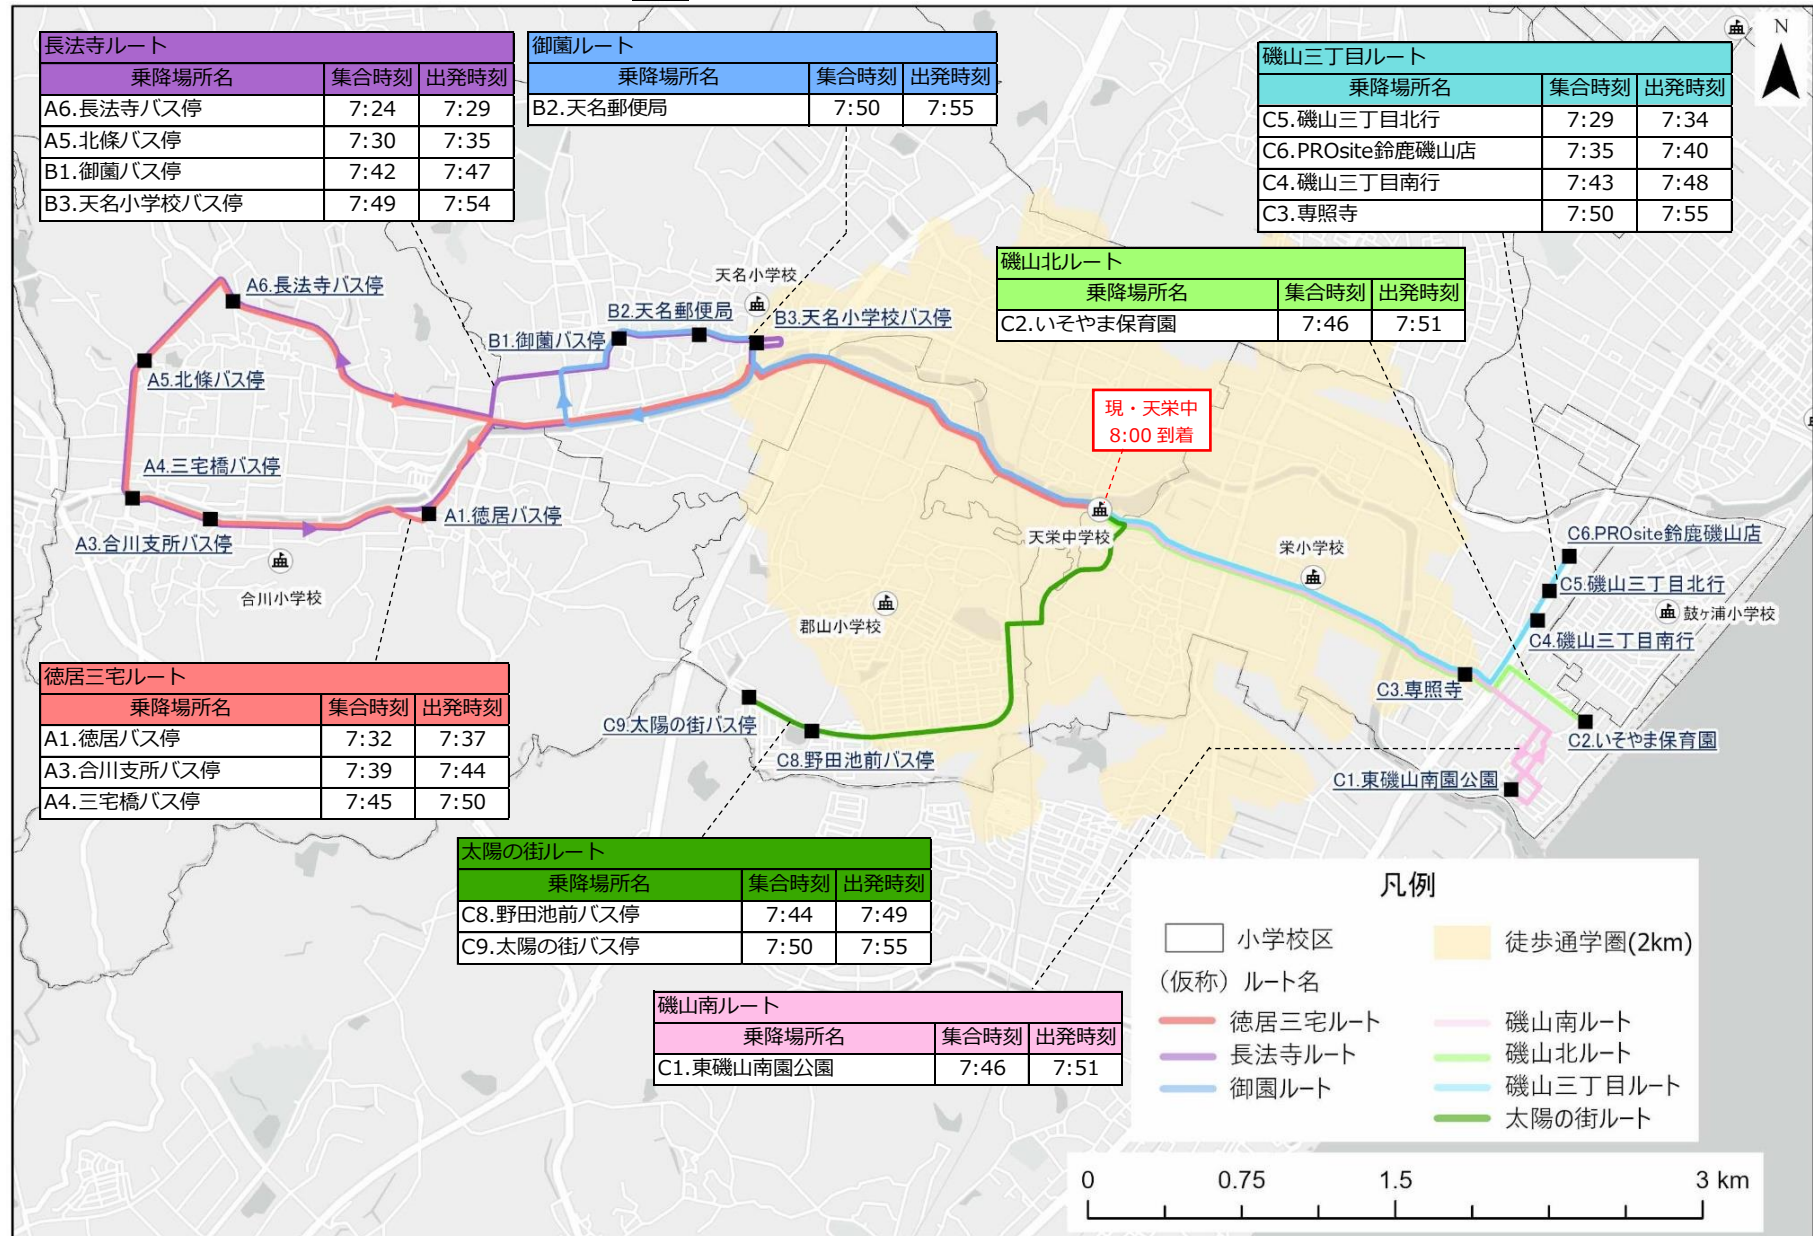 長法寺ルート
乗降場所名 集合時刻 出発時刻
A6.長法寺バス停 7:24 7:29
A5.北條バス停 7:30 7:35
B1.御薗バス停 7:42 7:47
B3.天名小学校バス停 7:49 7:54
御薗ルート
乗降場所名 集合時刻 出発時刻
B2.天名郵便局 7:50 7:55
磯山三丁目ルート
乗降場所名 集合時刻 出発時刻
C5.磯山三丁目北行 7:29 7:34
C6.PROsite鈴鹿磯山店 7:35 7:40
C4.磯山三丁目南行 7:43 7:48
C3.専照寺 7:50 7:55
N
磯山北ルート
乗降場所名 集合時刻 出発時刻
C2.いそやま保育園 7:46 7:51
天名小学校
A6.長法寺バス停
B2.天名郵便局
B3.天名小学校バス停
B1.御薗バス停
A5.北條バス停
現・天栄中
8:00 到着
A4.三宅橋バス停
A1.徳居バス停
A3.合川支所バス停
合川小学校
天栄中学校
栄小学校
C6.PROsite鈴鹿磯山店
C5.磯山三丁目北行
鼓ヶ浦小学校
C4.磯山三丁目南行
郡山小学校
C3.専照寺
C9.太陽の街バス停
C8.野田池前バス停
C2.いそやま保育園
C1.東磯山南園公園
徳居三宅ルート
乗降場所名 集合時刻 出発時刻
A1.徳居バス停 7:32 7:37
A3.合川支所バス停 7:39 7:44
A4.三宅橋バス停 7:45 7:50
太陽の街ルート
乗降場所名 集合時刻 出発時刻
C8.野田池前バス停 7:44 7:49
C9.太陽の街バス停 7:50 7:55
磯山南ルート
乗降場所名 集合時刻 出発時刻
C1.東磯山南園公園 7:46 7:51
凡例
小学校区 徒歩通学圏(2km)
（仮称）ルート名
徳居三宅ルート 磯山南ルート
長法寺ルート 磯山北ルート
御園ルート 磯山三丁目ルート
太陽の街ルート
0 0.75 1.5 3 km